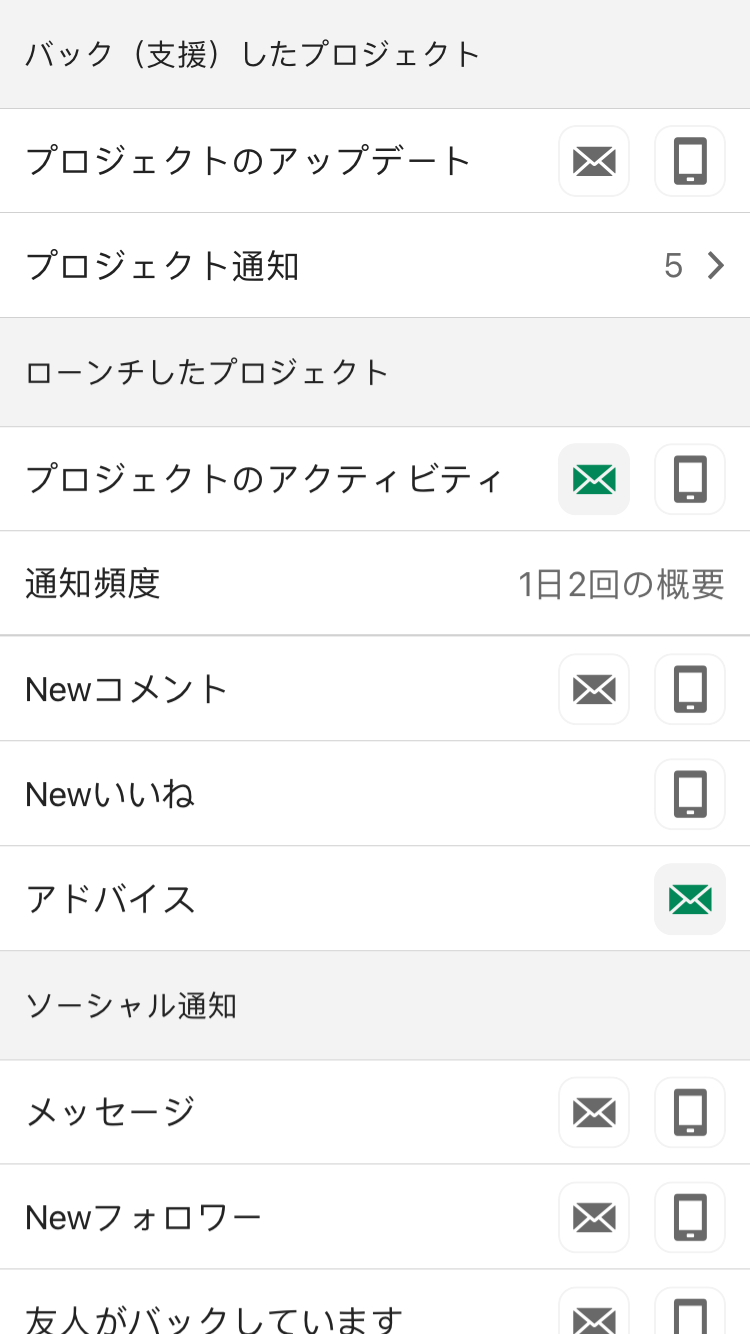 バック（支援）したプロジェクト
プロジェクトのアップデート
プロジェクト通知 5
ローンチしたプロジェクト
プロジェクトのアクティビティ
通知頻度 1日2回の概要
Newコメント
Newいいね
アドバイス
ソーシャル通知
メッセージ
Newフォロワー
友人がバックしています